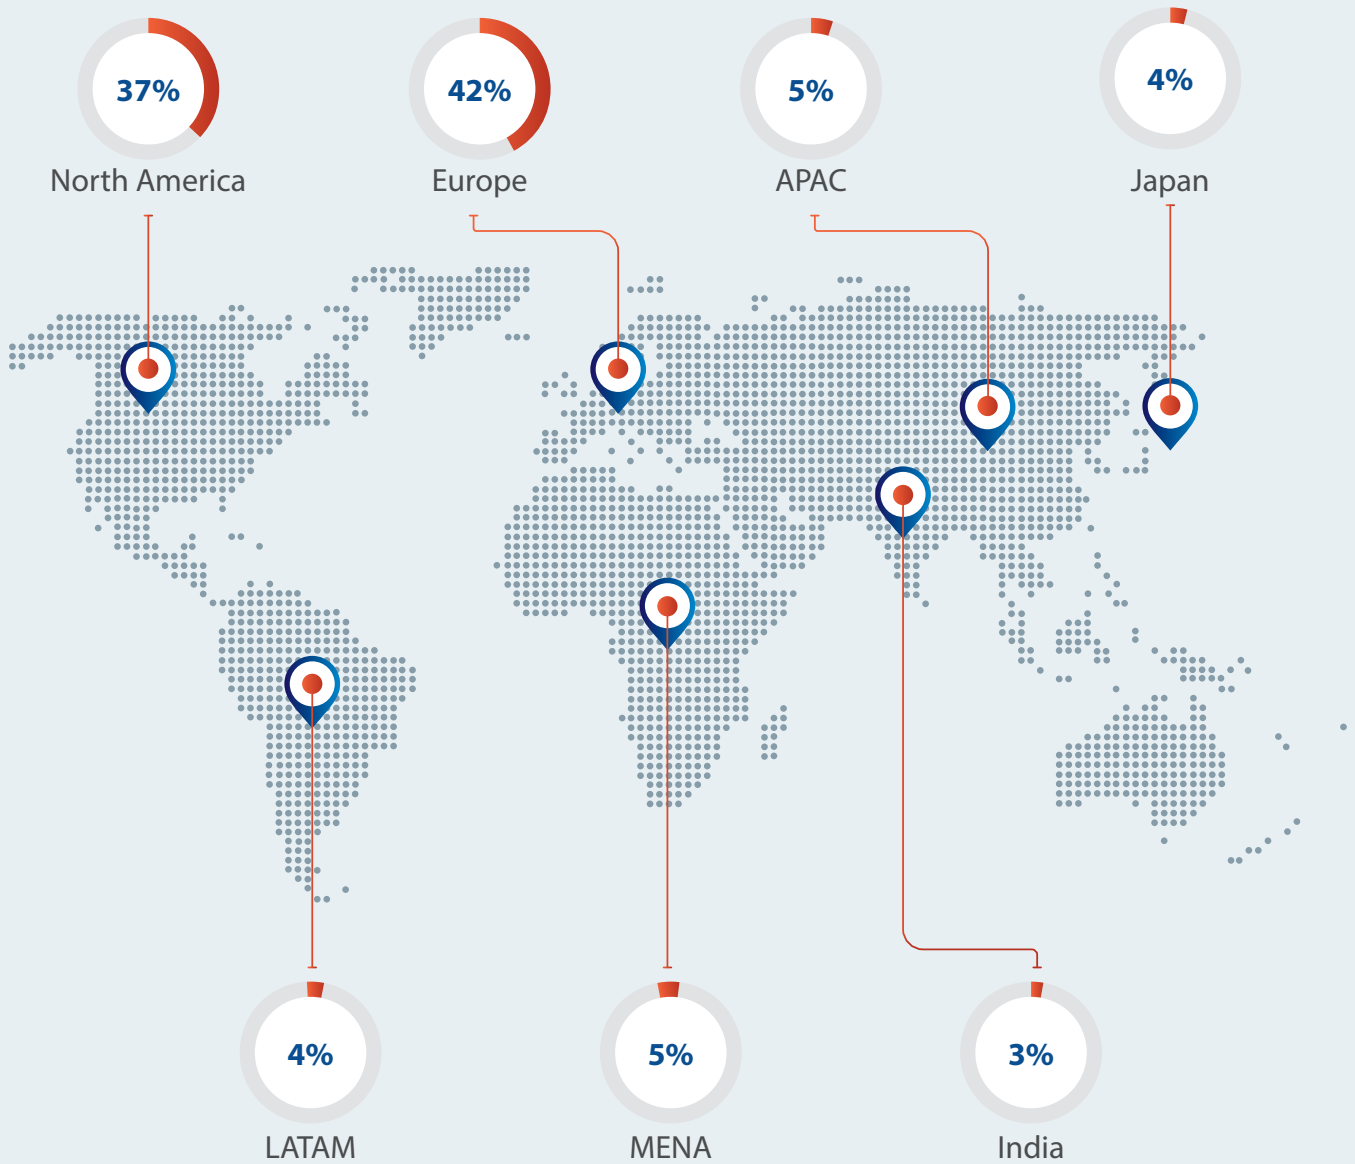 37%
North America
42%
Europe
5%
APAC
4%
Japan
4%
LATAM
5%
MENA
3%
India